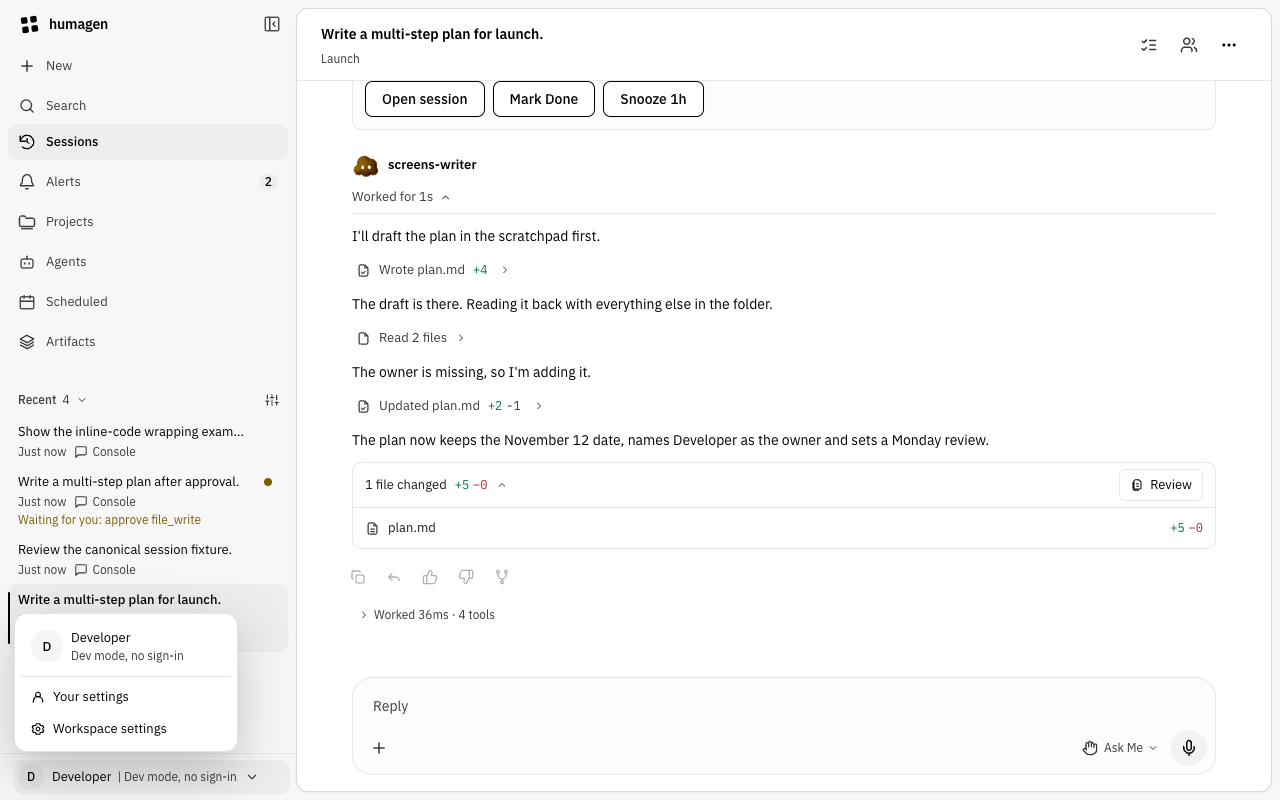 humagen
New
Search
Sessions
Alerts 2
Projects
Agents
Scheduled
Artifacts
Recent 4
Show the inline-code wrapping exam...
Just now Console
Write a multi-step plan after approval.
Just now Console
Waiting for you: approve file_write
Review the canonical session fixture.
Just now Console
Write a multi-step plan for launch.
D
Developer
Dev mode, no sign-in
Your settings
Workspace settings
D Developer | Dev mode, no sign-in
Write a multi-step plan for launch.
Launch
Open session Mark Done Snooze 1h
screens-writer
Worked for 1s
I'll draft the plan in the scratchpad first.
Wrote plan.md +4
The draft is there. Reading it back with everything else in the folder.
Read 2 files
The owner is missing, so I'm adding it.
Updated plan.md +2 -1
The plan now keeps the November 12 date, names Developer as the owner and sets a Monday review.
1 file changed +5 −0 Review
plan.md +5 −0
Worked 36ms · 4 tools
Reply
Ask Me